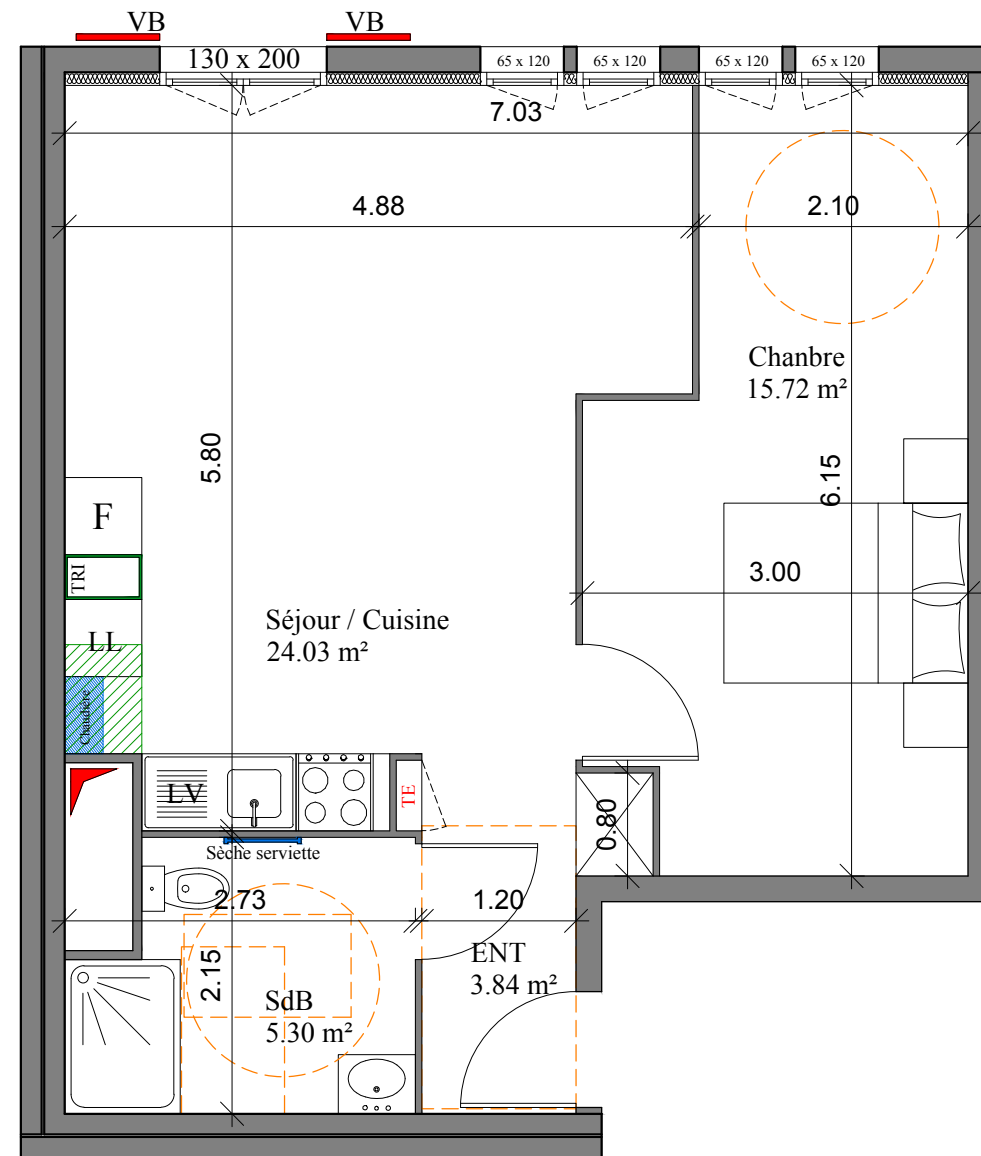 VB
VB
130 x 200
65 x 120
65 x 120
65 x 120
65 x 120
7.03
4.88
2.10
Chanbre
15.72 m²
5.80
6.15
F
TRI
3.00
LL
Séjour / Cuisine
24.03 m²
Chaudière
LV
TE
0.80
Sèche serviette
2.73
1.20
ENT
3.84 m²
2.15
SdB
5.30 m²